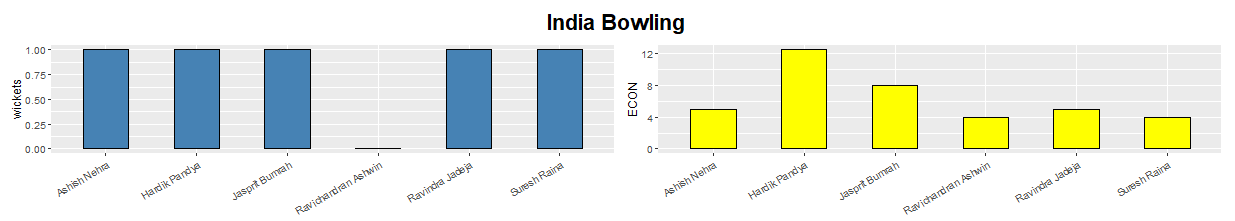 India Bowling
wickets
1.00
0.75
0.50
0.25
0.00
Ashish Nehra
Hardik Pandya
Jasprit Bumrah
Ravichandran Ashwin
Ravindra Jadeja
Suresh Raina
ECON
12
8
4
0
Ashish Nehra
Hardik Pandya
Jasprit Bumrah
Ravichandran Ashwin
Ravindra Jadeja
Suresh Raina